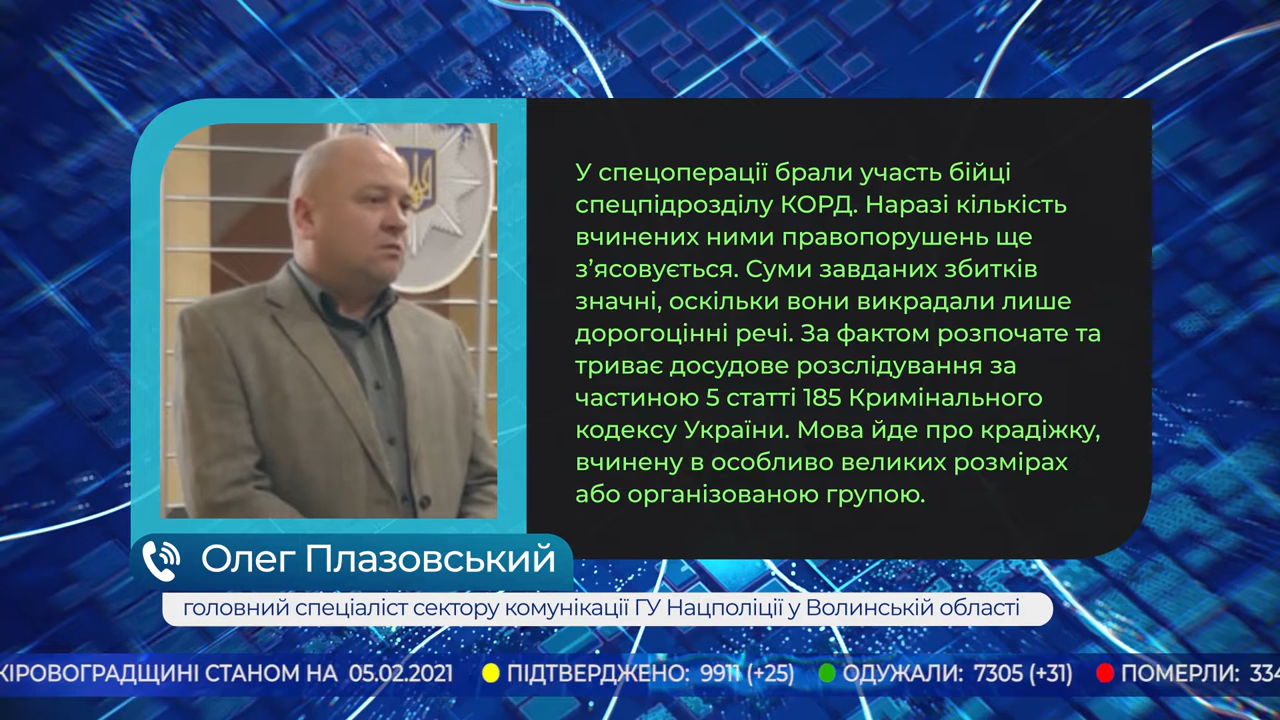 У спецоперації брали участь бійці
спецпідрозділу КОРД. Наразі кількість
вчинених ними правопорушень ще
з’ясовується. Суми завданих збитків
значні, оскільки вони викрадали лише
дорогоцінні речі. За фактом розпочате та
триває досудове розслідування за
частиною 5 статті 185 Кримінального
кодексу України. Мова йде про крадіжку,
вчинену в особливо великих розмірах
або організованою групою.
Олег Плазовський
головний спеціаліст сектору комунікації ГУ Нацполіції у Волинській області
КІРОВОГРАДЩИНІ СТАНОМ НА 05.02.2021 ПІДТВЕРДЖЕНО: 9911 (+25) ОДУЖАЛИ: 7305 (+31) ПОМЕРЛИ: 334